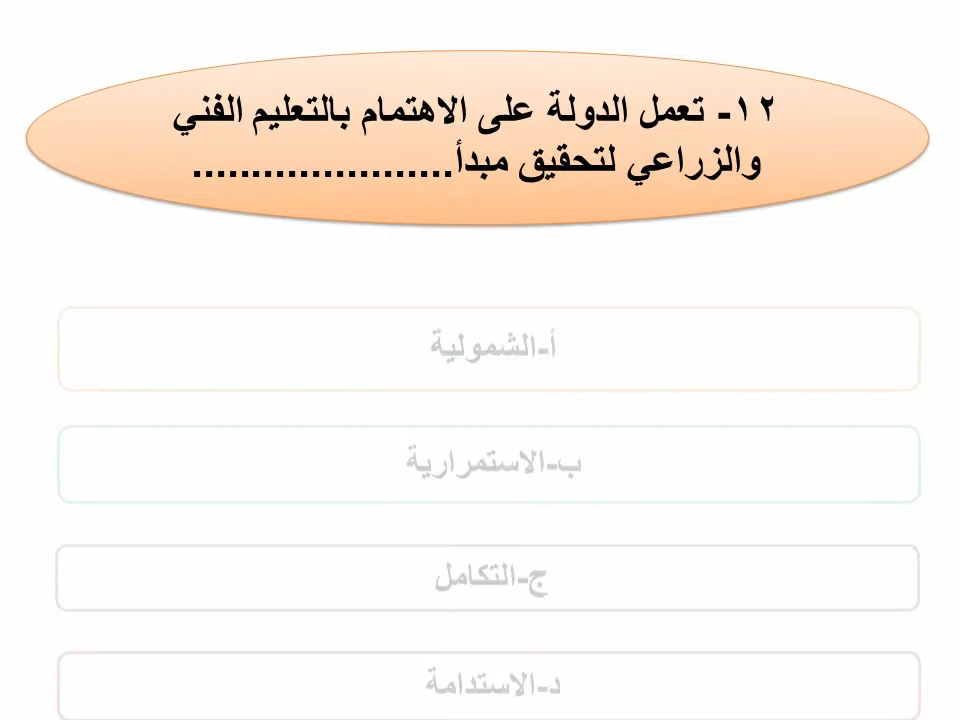 ١٢- تعمل الدولة على الاهتمام بالتعليم الفني
والزراعي لتحقيق مبدأ......................
أ-الشمولية
ب-الاستمرارية
ج-التكامل
د-الاستدامة